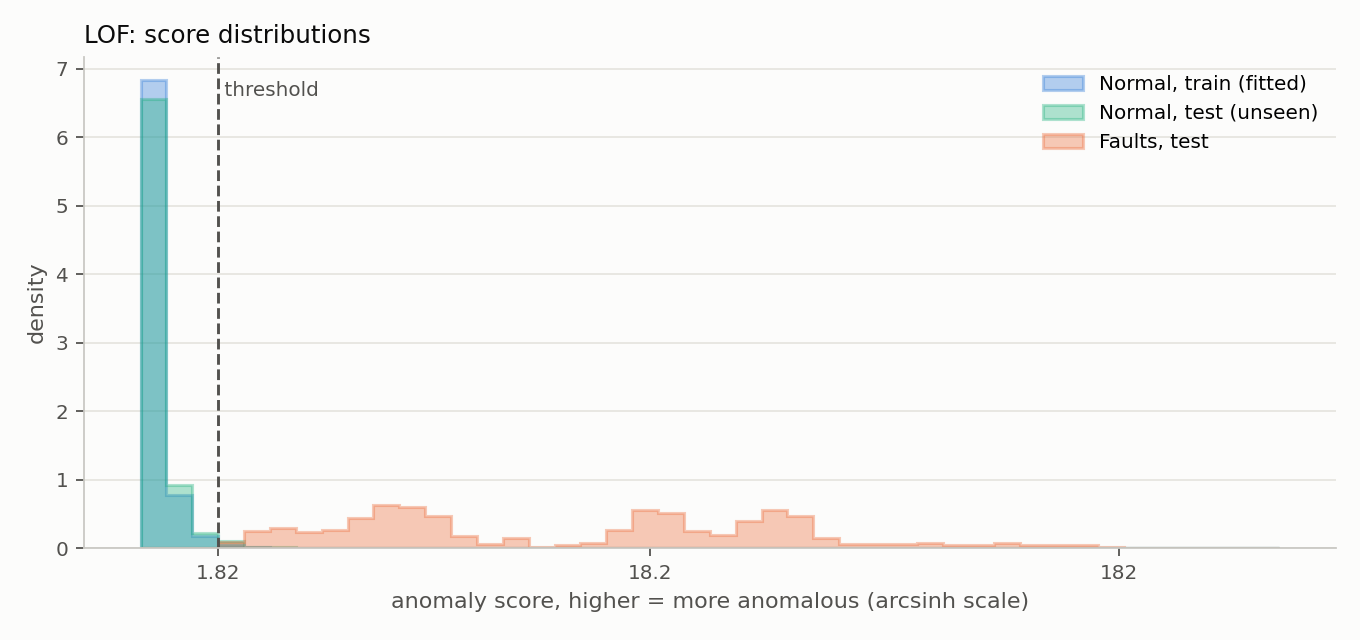 LOF: score distributions
threshold
Normal, train (fitted)
Normal, test (unseen)
Faults, test
density
7
6
5
4
3
2
1
0
1.82
18.2
182
anomaly score, higher = more anomalous (arcsinh scale)